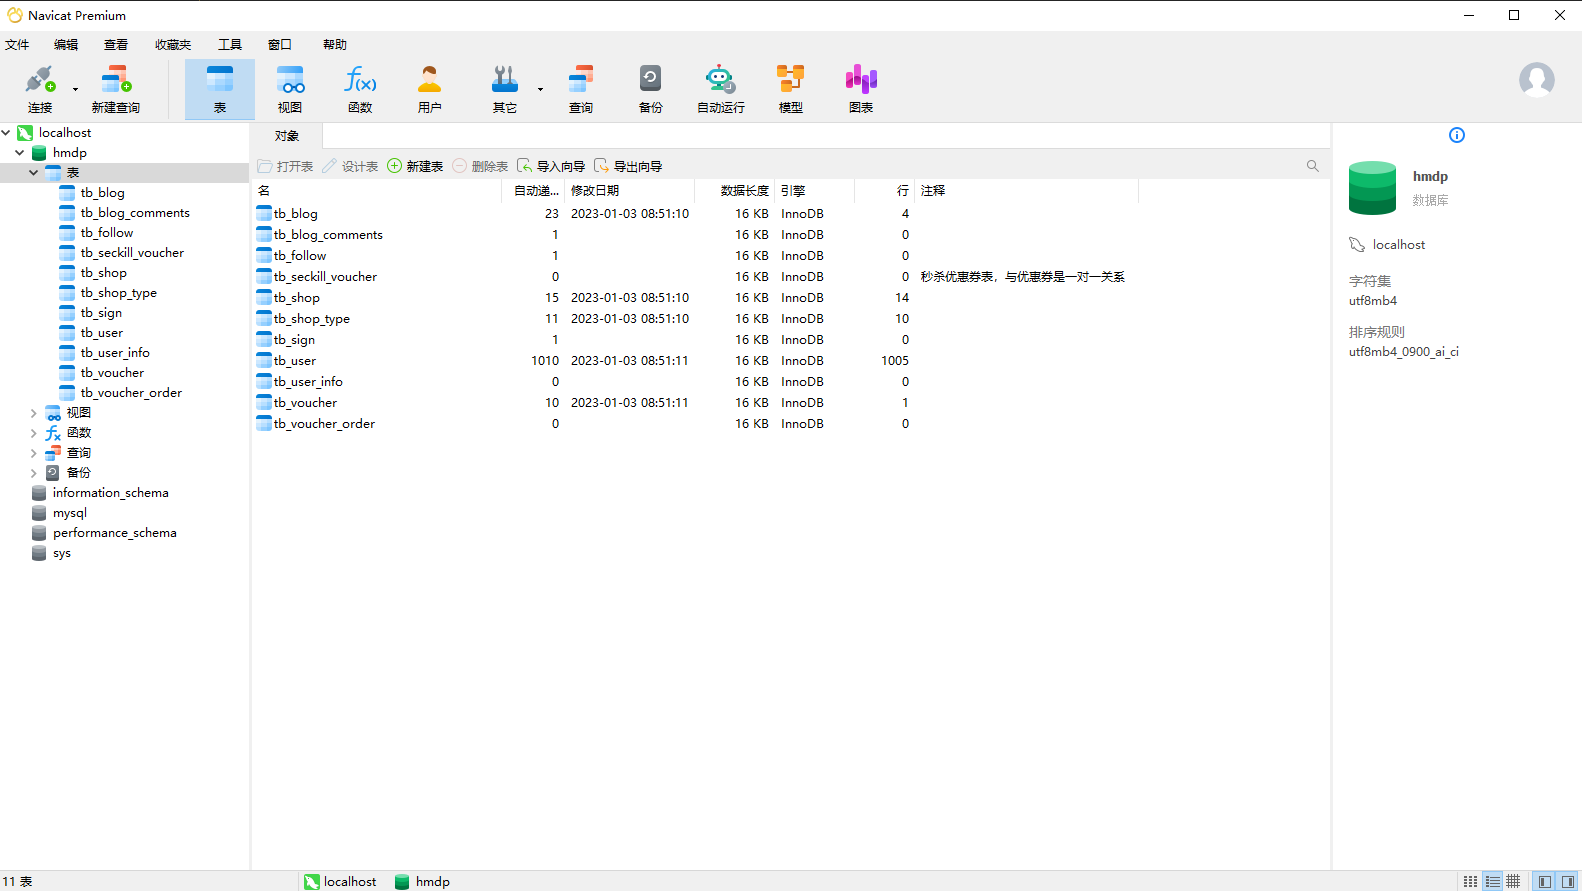 Navicat Premium
文件 编辑 查看 收藏夹 工具 窗口 帮助
连接 新建查询 表 视图 函数 用户 其它 查询 备份 自动运行 模型 图表
localhost
hmdp
表
tb_blog
tb_blog_comments
tb_follow
tb_seckill_voucher
tb_shop
tb_shop_type
tb_sign
tb_user
tb_user_info
tb_voucher
tb_voucher_order
视图
函数
查询
备份
information_schema
mysql
performance_schema
sys
对象
打开表 设计表 新建表 删除表 导入向导 导出向导
名 自动递... 修改日期 数据长度 引擎 行 注释
tb_blog 23 2023-01-03 08:51:10 16 KB InnoDB 4
tb_blog_comments 1 16 KB InnoDB 0
tb_follow 1 16 KB InnoDB 0
tb_seckill_voucher 0 16 KB InnoDB 0 秒杀优惠券表，与优惠券是一对一关系
tb_shop 15 2023-01-03 08:51:10 16 KB InnoDB 14
tb_shop_type 11 2023-01-03 08:51:10 16 KB InnoDB 10
tb_sign 1 16 KB InnoDB 0
tb_user 1010 2023-01-03 08:51:11 16 KB InnoDB 1005
tb_user_info 0 16 KB InnoDB 0
tb_voucher 10 2023-01-03 08:51:11 16 KB InnoDB 1
tb_voucher_order 0 16 KB InnoDB 0
hmdp
数据库
localhost
字符集
utf8mb4
排序规则
utf8mb4_0900_ai_ci
11 表 localhost hmdp